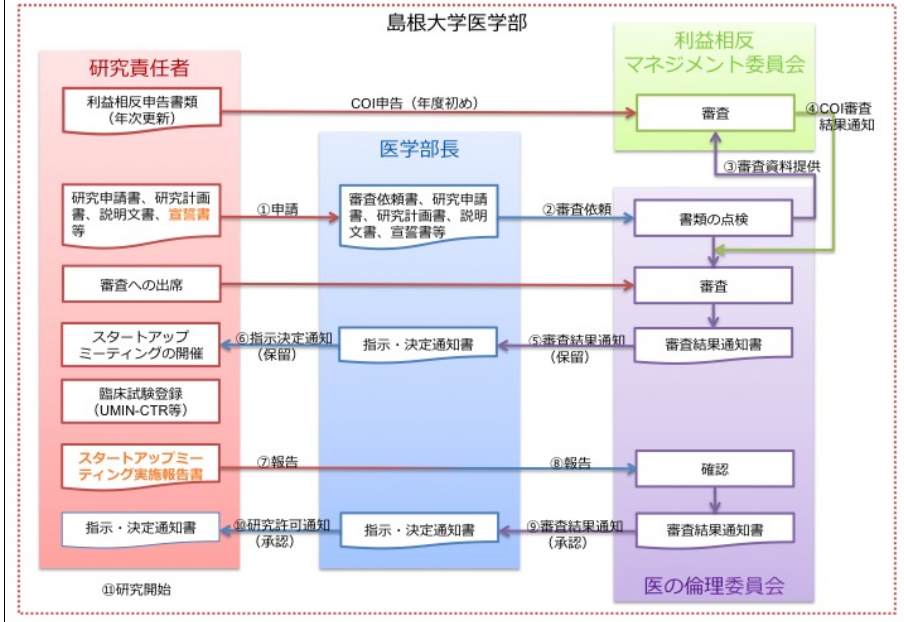 島根大学医学部
研究責任者
利益相反
マネジメント委員会
利益相反申告書類
（年次更新）
COI申告（年度初め）
審査
④COI審査
結果通知
医学部長
③審査資料提供
研究申請書、研究計画
書、説明文書、宣誓書
等
①申請
審査依頼書、研究申請
書、研究計画書、説明
文書、宣誓書等
②審査依頼
書類の点検
審査への出席
審査
スタートアップ
ミーティングの開催
⑥指示決定通知
（保留）
指示・決定通知書
⑤審査結果通知
（保留）
審査結果通知書
臨床試験登録
（UMIN-CTR等）
スタートアップミー
ティング実施報告書
⑦報告
⑧報告
確認
指示・決定通知書
⑩研究許可通知
（承認）
指示・決定通知書
⑨審査結果通知
（承認）
審査結果通知書
⑪研究開始
医の倫理委員会